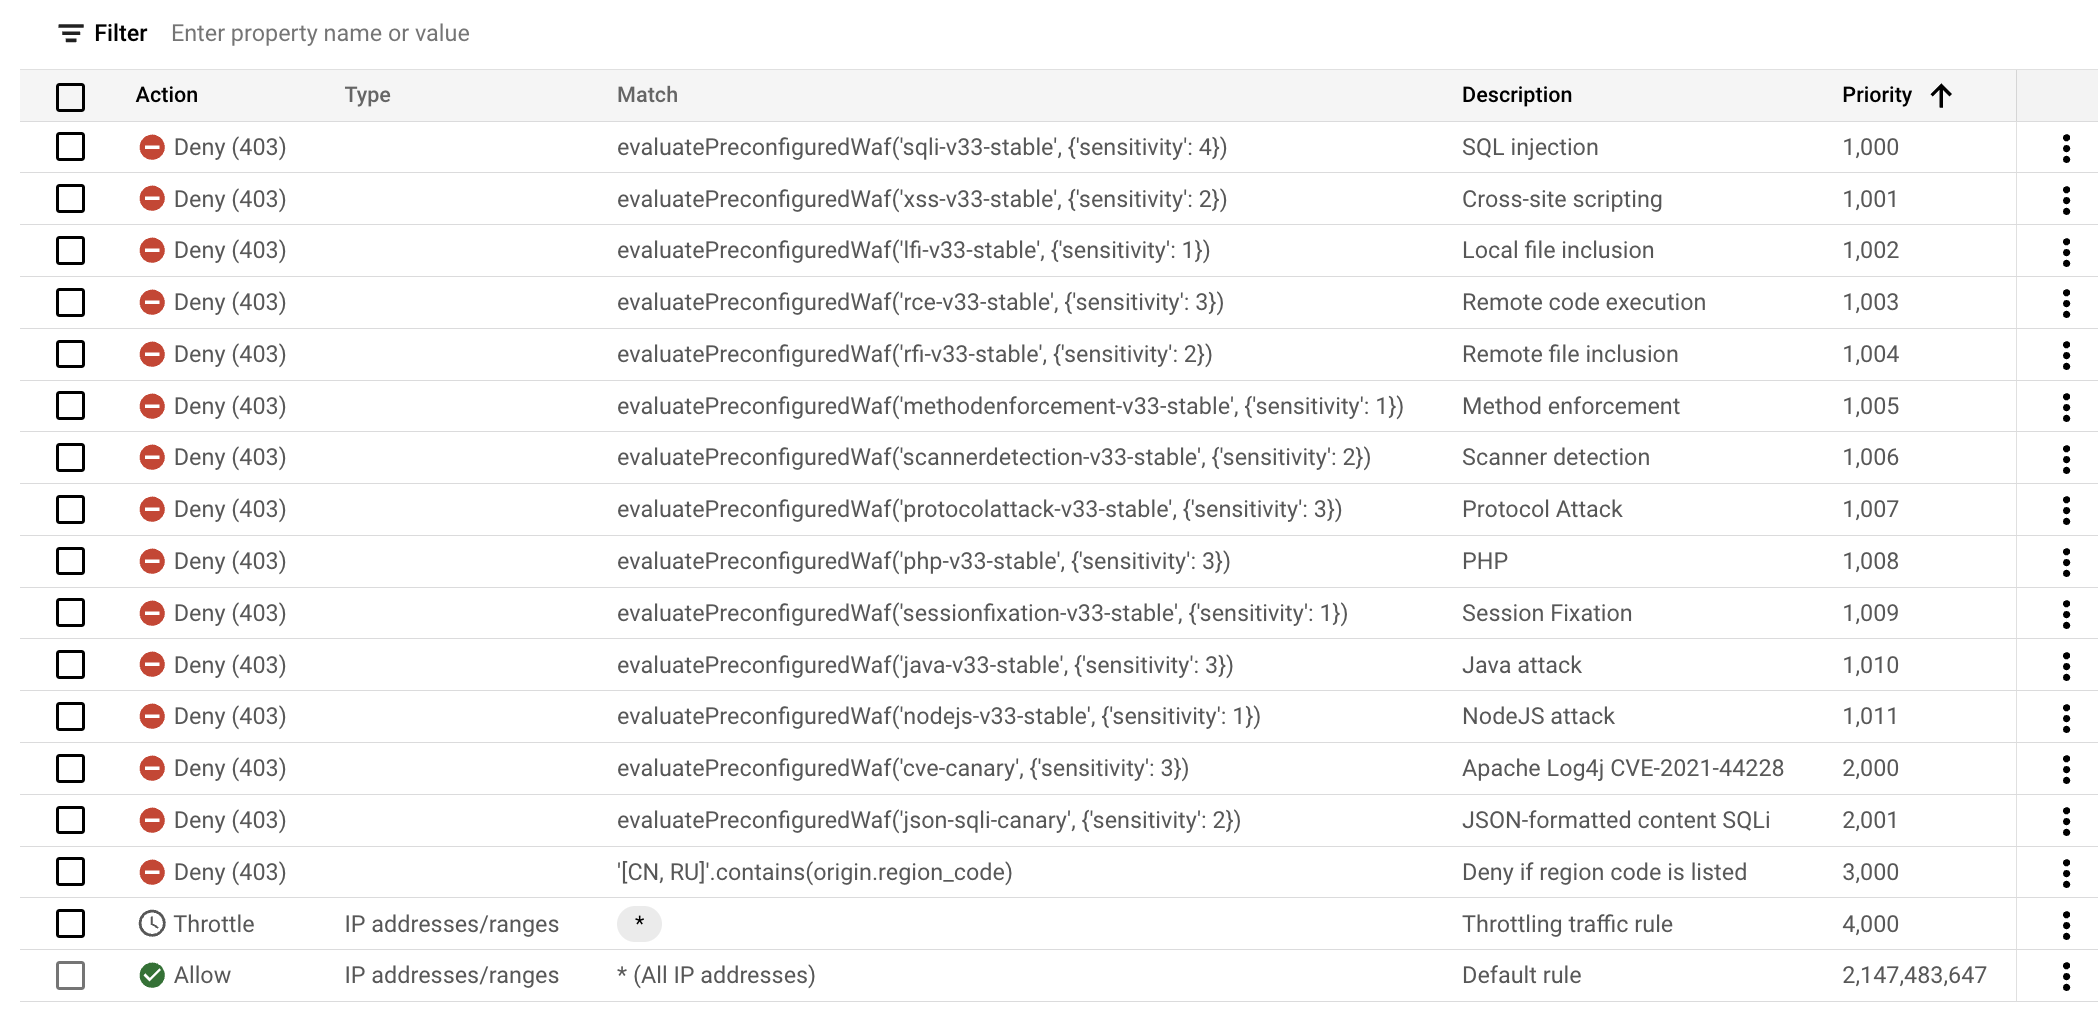 Filter Enter property name or value
Action Type Match Description Priority
Deny (403) evaluatePreconfiguredWaf('sqli-v33-stable', {'sensitivity': 4}) SQL injection 1,000
Deny (403) evaluatePreconfiguredWaf('xss-v33-stable', {'sensitivity': 2}) Cross-site scripting 1,001
Deny (403) evaluatePreconfiguredWaf('lfi-v33-stable', {'sensitivity': 1}) Local file inclusion 1,002
Deny (403) evaluatePreconfiguredWaf('rce-v33-stable', {'sensitivity': 3}) Remote code execution 1,003
Deny (403) evaluatePreconfiguredWaf('rfi-v33-stable', {'sensitivity': 2}) Remote file inclusion 1,004
Deny (403) evaluatePreconfiguredWaf('methodenforcement-v33-stable', {'sensitivity': 1}) Method enforcement 1,005
Deny (403) evaluatePreconfiguredWaf('scannerdetection-v33-stable', {'sensitivity': 2}) Scanner detection 1,006
Deny (403) evaluatePreconfiguredWaf('protocolattack-v33-stable', {'sensitivity': 3}) Protocol Attack 1,007
Deny (403) evaluatePreconfiguredWaf('php-v33-stable', {'sensitivity': 3}) PHP 1,008
Deny (403) evaluatePreconfiguredWaf('sessionfixation-v33-stable', {'sensitivity': 1}) Session Fixation 1,009
Deny (403) evaluatePreconfiguredWaf('java-v33-stable', {'sensitivity': 3}) Java attack 1,010
Deny (403) evaluatePreconfiguredWaf('nodejs-v33-stable', {'sensitivity': 1}) NodeJS attack 1,011
Deny (403) evaluatePreconfiguredWaf('cve-canary', {'sensitivity': 3}) Apache Log4j CVE-2021-44228 2,000
Deny (403) evaluatePreconfiguredWaf('json-sqli-canary', {'sensitivity': 2}) JSON-formatted content SQLi 2,001
Deny (403) '[CN, RU]'.contains(origin.region_code) Deny if region code is listed 3,000
Throttle IP addresses/ranges * Throttling traffic rule 4,000
Allow IP addresses/ranges * (All IP addresses) Default rule 2,147,483,647